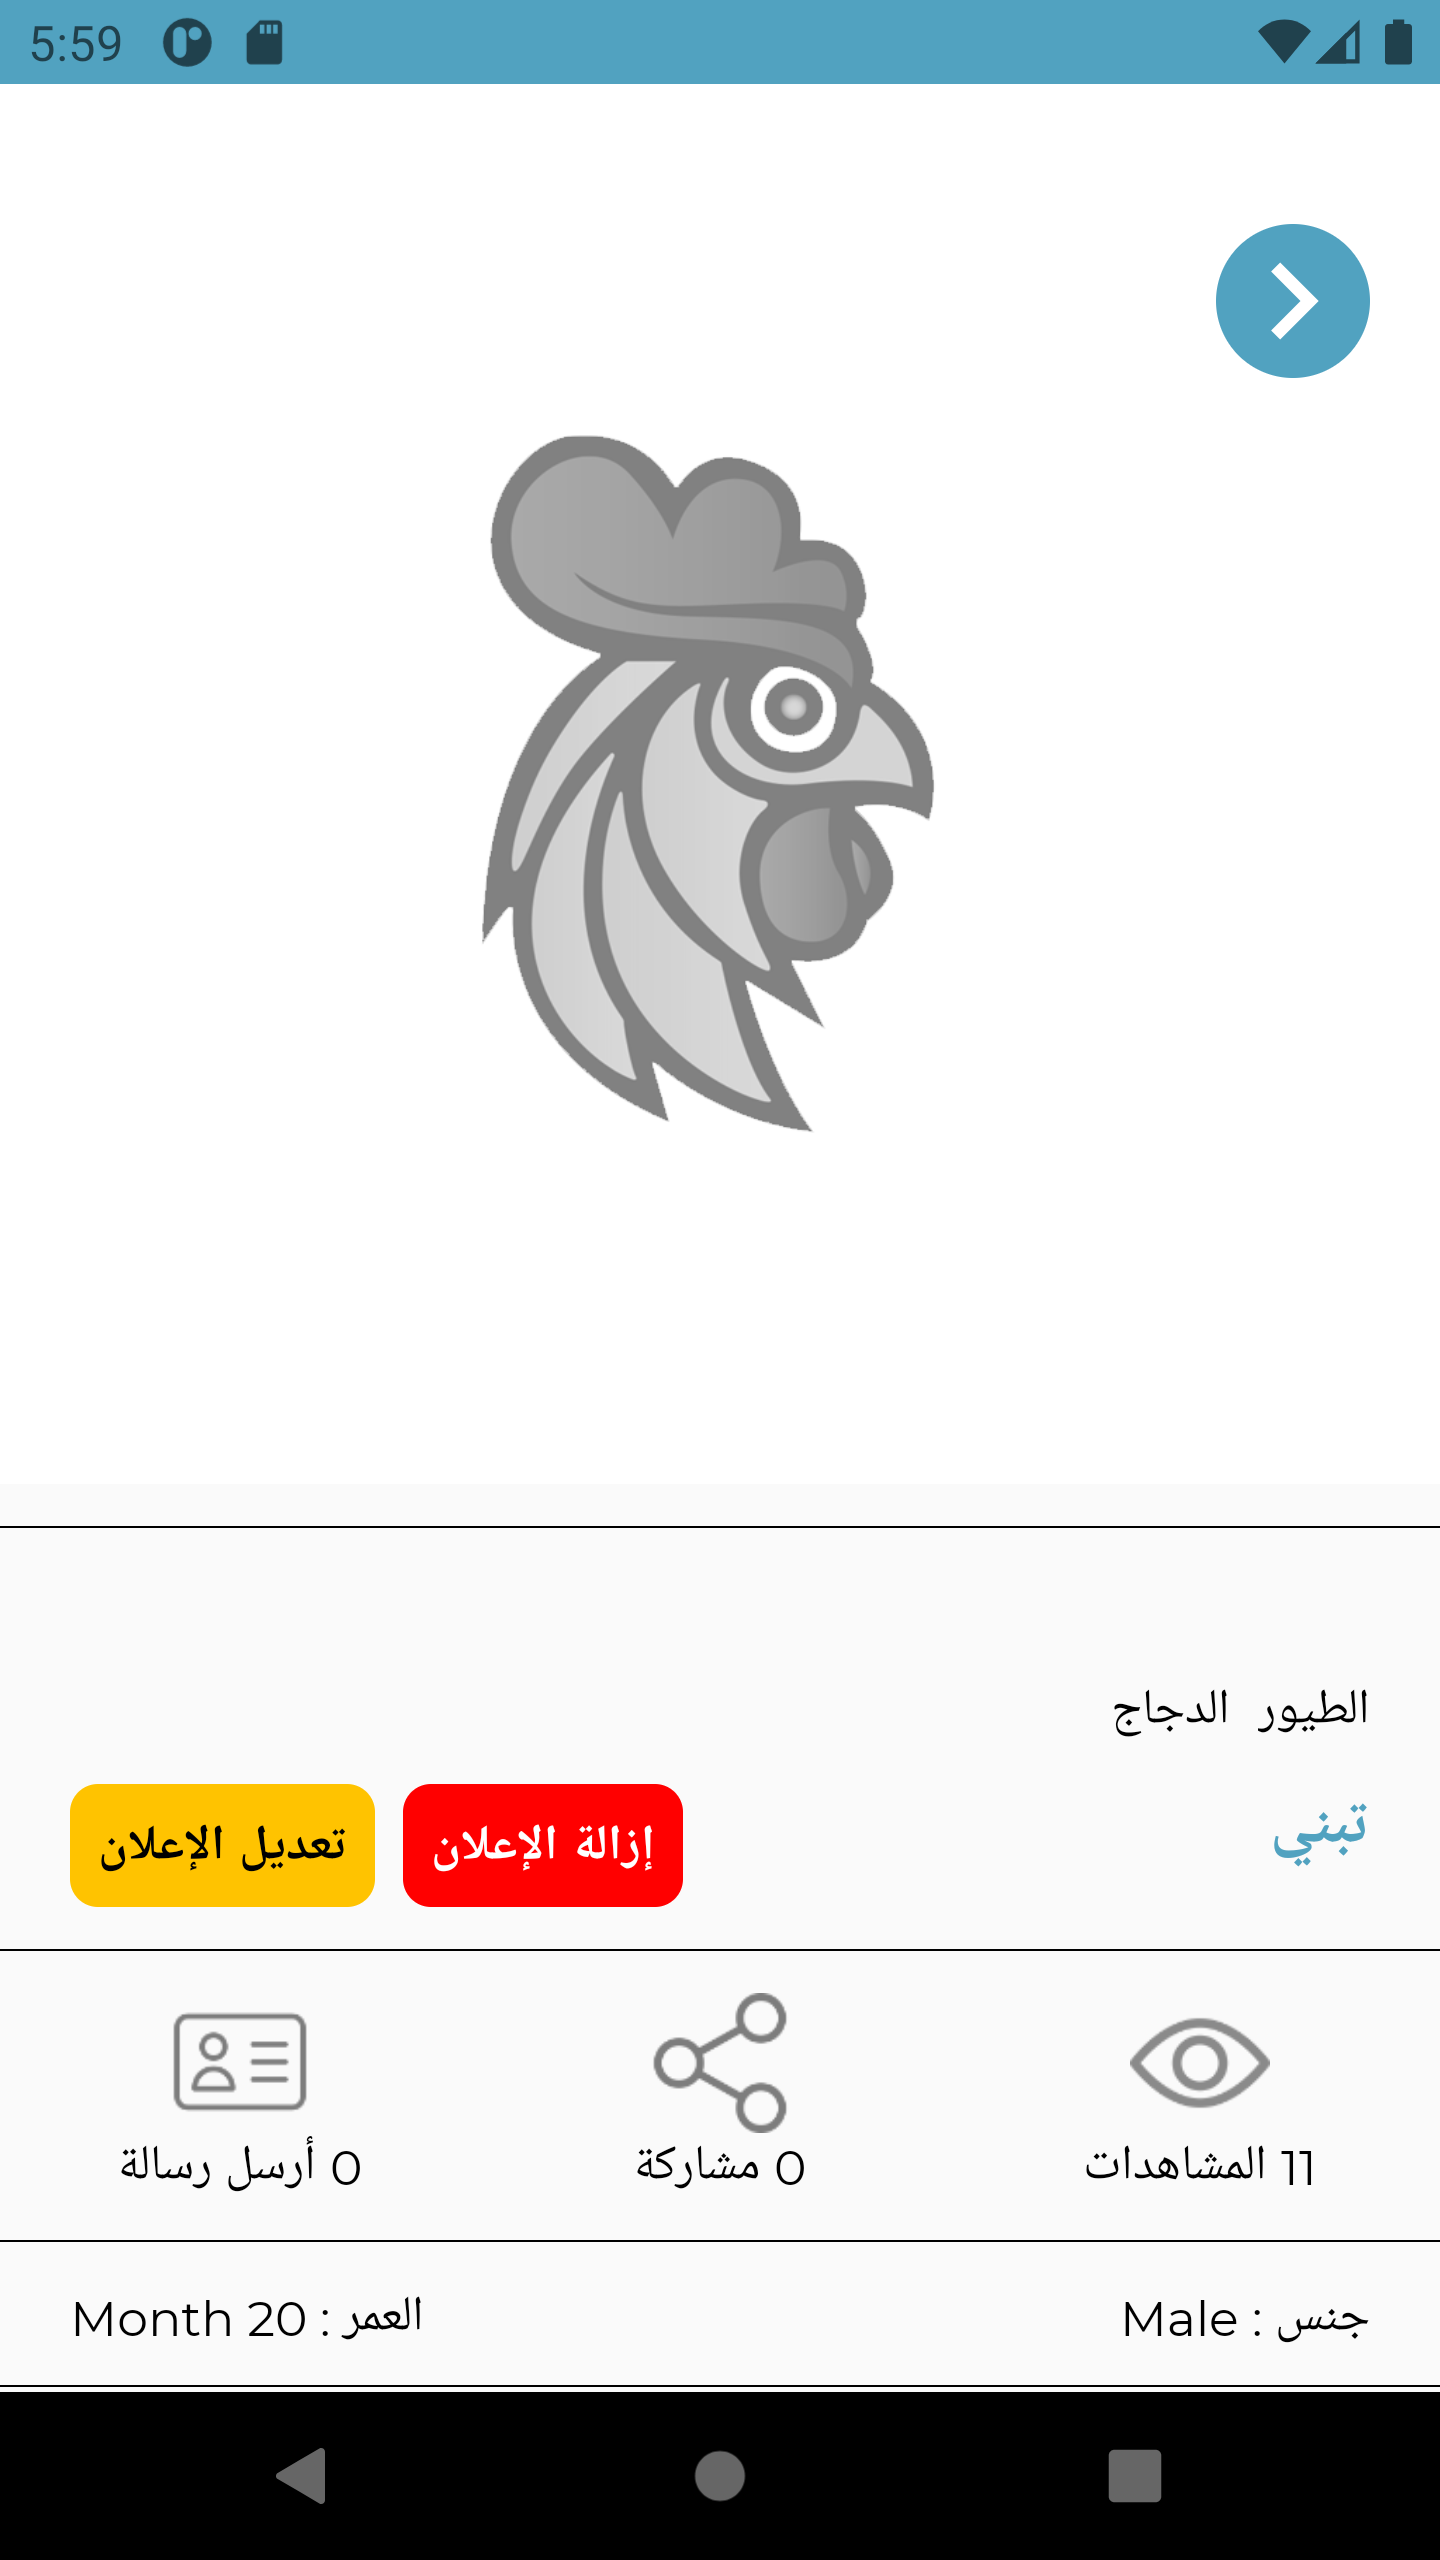 5:59
الطيور الدجاج
تبني
إزالة الإعلان
تعديل الإعلان
11 المشاهدات
0 مشاركة
0 أرسل رسالة
جنس : Male
العمر : 20 Month